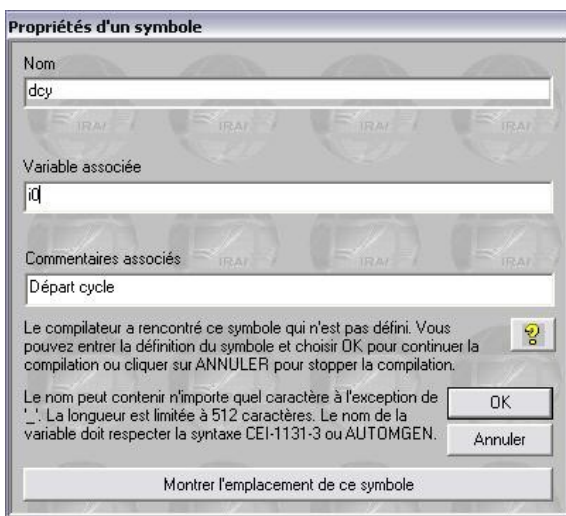 Propriétés d'un symbole
Nom
dcy
Variable associée
i0
Commentaires associés
Départ cycle
Le compilateur a rencontré ce symbole qui n'est pas défini. Vous
pouvez entrer la définition du symbole et choisir OK pour continuer la
compilation ou cliquer sur ANNULER pour stopper la compilation.
?
Le nom peut contenir n'importe quel caractère à l'exception de
'_'. La longueur est limitée à 512 caractères. Le nom de la
variable doit respecter la syntaxe CEI-1131-3 ou AUTOMGEN.
OK
Annuler
Montrer l'emplacement de ce symbole